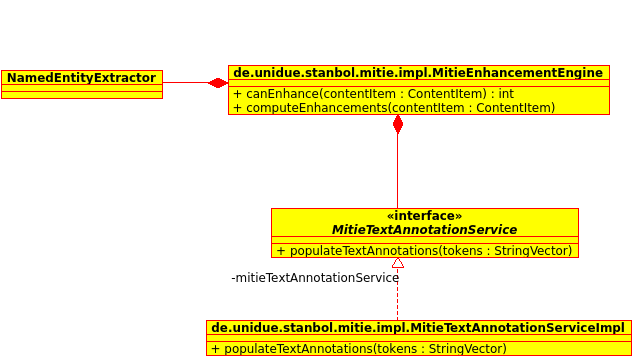 NamedEntityExtractor
de.unidue.stanbol.mitie.impl.MitieEnhancementEngine
+ canEnhance(contentItem : ContentItem) : int
+ computeEnhancements(contentItem : ContentItem)
«interface»
MitieTextAnnotationService
+ populateTextAnnotations(tokens : StringVector)
-mitieTextAnnotationService
de.unidue.stanbol.mitie.impl.MitieTextAnnotationServiceImpl
+ populateTextAnnotations(tokens : StringVector)